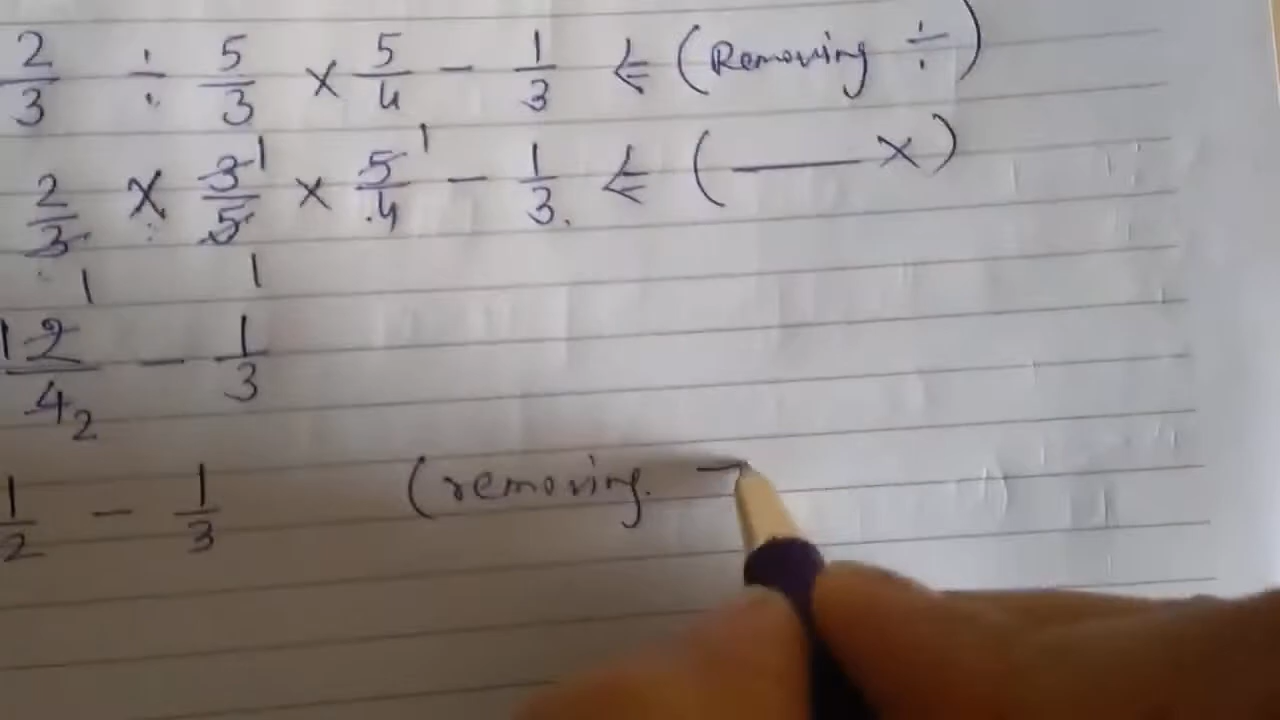 2/3 ÷ 5/3 × 5/4 - 1/3 ⇐ (Removing ÷)
2/3 × 3/5 × 5/4 - 1/3 ⇐ (—— ×)
2/4 - 1/3
1/2 - 1/3 (removing. -